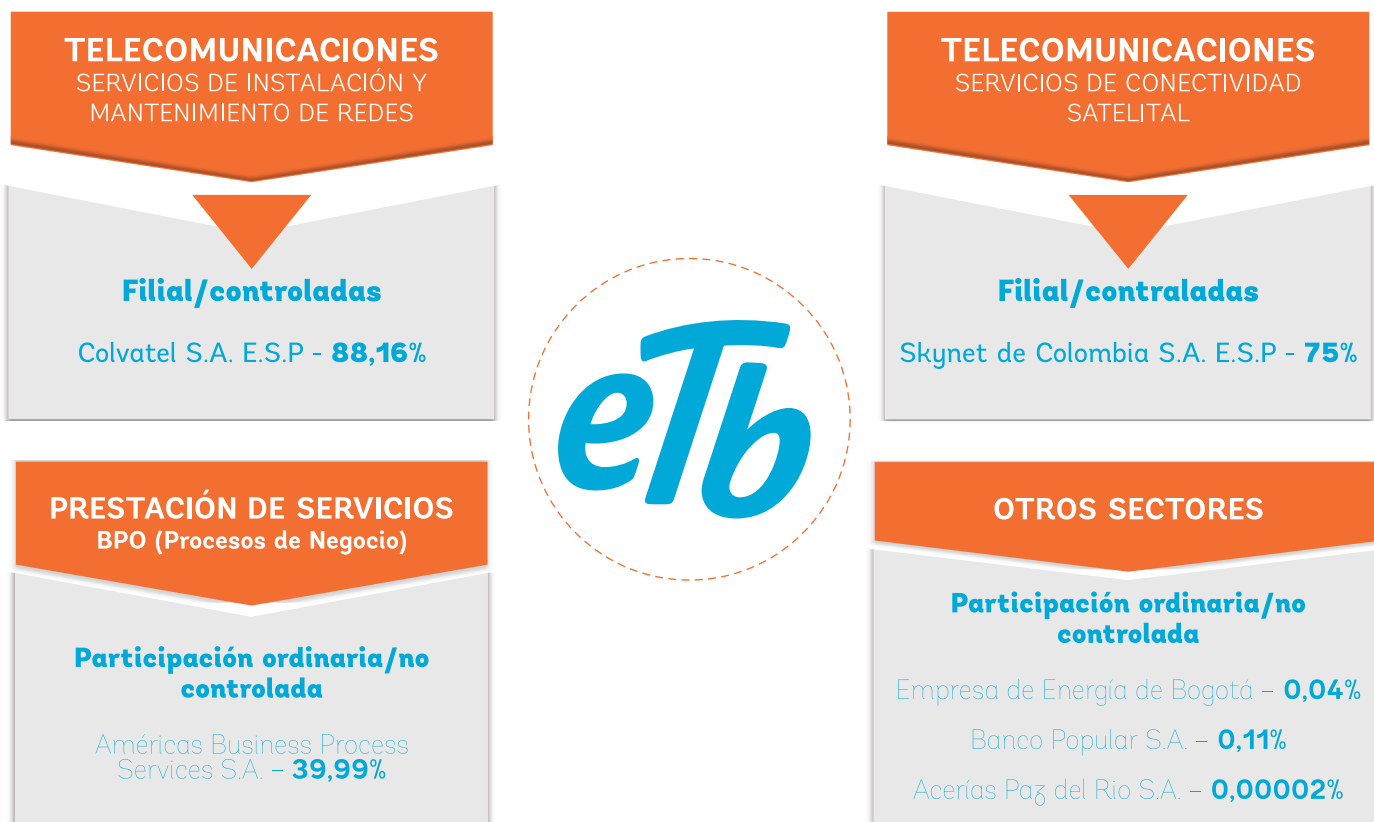 TELECOMUNICACIONES
SERVICIOS DE INSTALACIÓN Y
MANTENIMIENTO DE REDES
Filial/controladas
Colvatel S.A. E.S.P - 88,16%
TELECOMUNICACIONES
SERVICIOS DE CONECTIVIDAD
SATELITAL
Filial/contraladas
Skynet de Colombia S.A. E.S.P - 75%
eTb
PRESTACIÓN DE SERVICIOS
BPO (Procesos de Negocio)
Participación ordinaria/no
controlada
Américas Business Process
Services S.A. – 39,99%
OTROS SECTORES
Participación ordinaria/no
controlada
Empresa de Energía de Bogotá – 0,04%
Banco Popular S.A. – 0,11%
Acerías Paz del Rio S.A. – 0,00002%